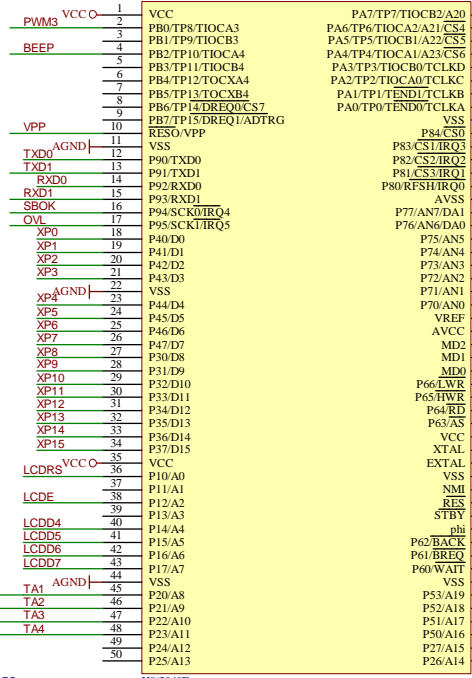 VCC 1 VCC PA7/TP7/TIOCB2/A20
PWM3 2 PB0/TP8/TIOCA3 PA6/TP6/TIOCA2/A21/CS4
3 PB1/TP9/TIOCB3 PA5/TP5/TIOCB1/A22/CS5
BEEP 4 PB2/TP10/TIOCA4 PA4/TP4/TIOCA1/A23/CS6
5 PB3/TP11/TIOCB4 PA3/TP3/TIOCB0/TCLKD
6 PB4/TP12/TOCXA4 PA2/TP2/TIOCA0/TCLKC
7 PB5/TP13/TOCXB4 PA1/TP1/TEND1/TCLKB
8 PB6/TP14/DREQ0/CS7 PA0/TP0/TEND0/TCLKA
9 PB7/TP15/DREQ1/ADTRG VSS
VPP 10 RESO/VPP P84/CS0
AGND 11 VSS P83/CS1/IRQ3
TXD0 12 P90/TXD0 P82/CS2/IRQ2
TXD1 13 P91/TXD1 P81/CS3/IRQ1
RXD0 14 P92/RXD0 P80/RFSH/IRQ0
RXD1 15 P93/RXD1 AVSS
SBOK 16 P94/SCK0/IRQ4 P77/AN7/DA1
OVL 17 P95/SCK1/IRQ5 P76/AN6/DA0
XP0 18 P40/D0 P75/AN5
XP1 19 P41/D1 P74/AN4
XP2 20 P42/D2 P73/AN3
XP3 21 P43/D3 P72/AN2
AGND 22 VSS P71/AN1
XP4 23 P44/D4 P70/AN0
XP5 24 P45/D5 VREF
XP6 25 P46/D6 AVCC
XP7 26 P47/D7 MD2
XP8 27 P30/D8 MD1
XP9 28 P31/D9 MD0
XP10 29 P32/D10 P66/LWR
XP11 30 P33/D11 P65/HWR
XP12 31 P34/D12 P64/RD
XP13 32 P35/D13 P63/AS
XP14 33 P36/D14 VCC
XP15 34 P37/D15 XTAL
VCC 35 VCC EXTAL
LCDRS 36 P10/A0 VSS
37 P11/A1 NMI
LCDE 38 P12/A2 RES
39 P13/A3 STBY
LCDD4 40 P14/A4 phi
LCDD5 41 P15/A5 P62/BACK
LCDD6 42 P16/A6 P61/BREQ
LCDD7 43 P17/A7 P60/WAIT
AGND 44 VSS P53/A19
TA1 45 P20/A8 P52/A18
TA2 46 P21/A9 P51/A17
TA3 47 P22/A10 P50/A16
TA4 48 P23/A11 P27/A15
49 P24/A12 P26/A14
50 P25/A13